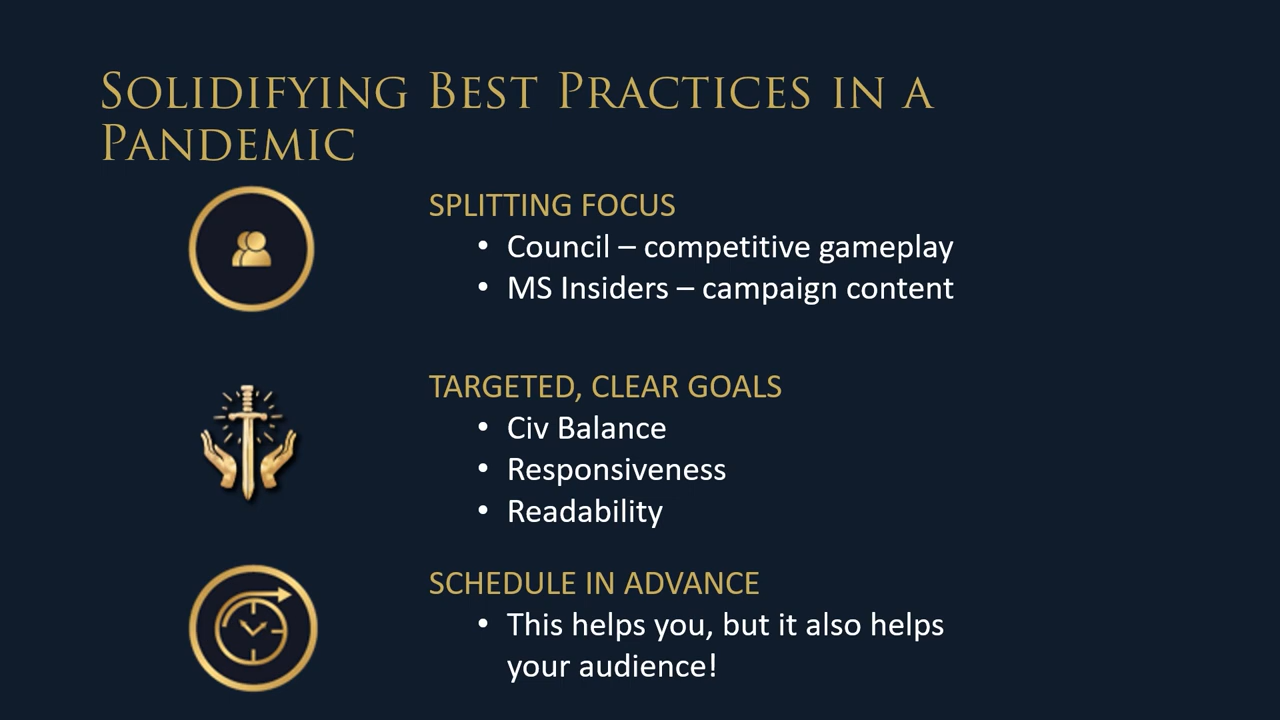 Solidifying Best Practices in a
Pandemic
SPLITTING FOCUS
• Council – competitive gameplay
• MS Insiders – campaign content
TARGETED, CLEAR GOALS
• Civ Balance
• Responsiveness
• Readability
SCHEDULE IN ADVANCE
• This helps you, but it also helps
your audience!